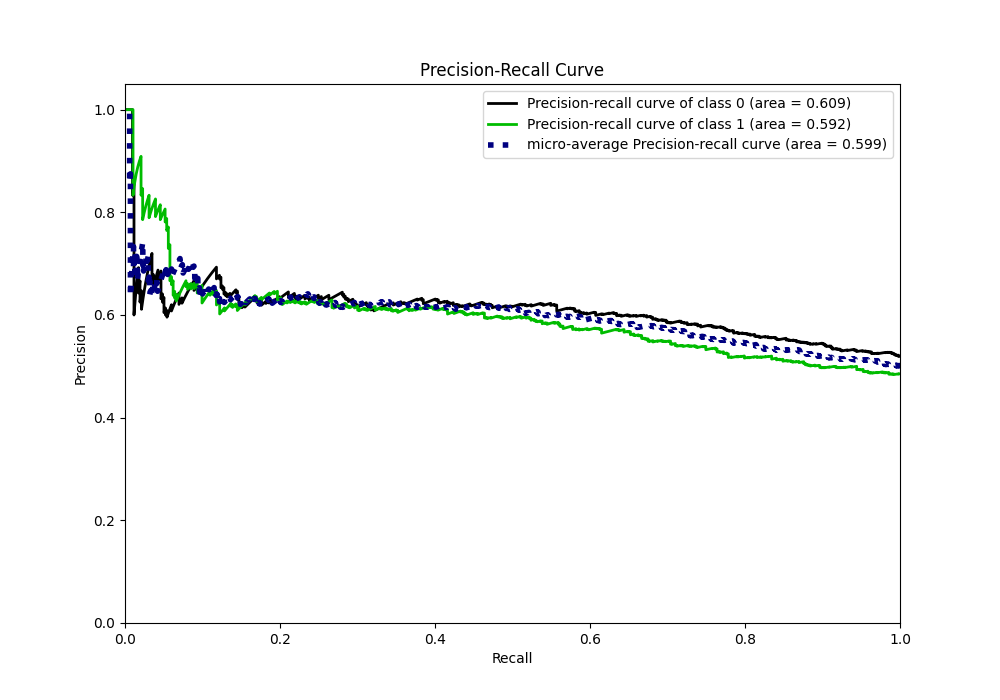 Precision-Recall Curve
Precision-recall curve of class 0 (area = 0.609)
Precision-recall curve of class 1 (area = 0.592)
micro-average Precision-recall curve (area = 0.599)
Precision
1.0
0.8
0.6
0.4
0.2
0.0
0.0 0.2 0.4 0.6 0.8 1.0
Recall